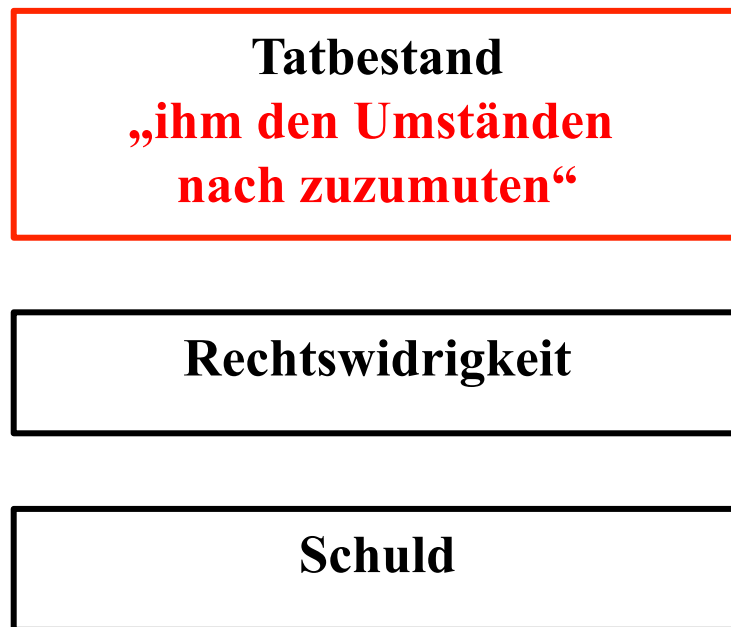 Tatbestand
„ihm den Umständen
nach zuzumuten“
Rechtswidrigkeit
Schuld